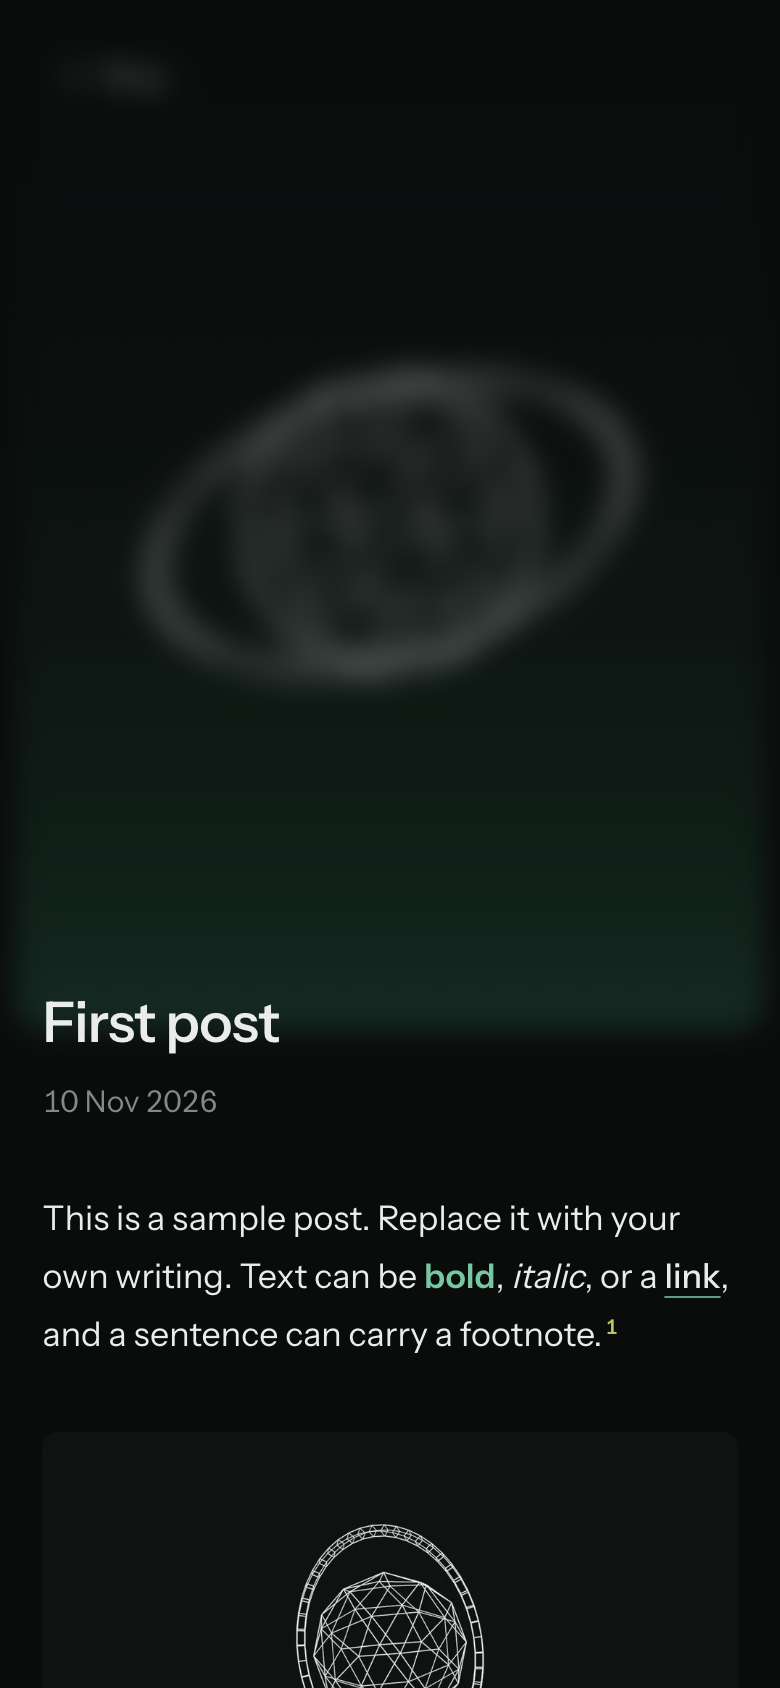 First post
10 Nov 2026
This is a sample post. Replace it with your
own writing. Text can be bold, italic, or a link,
and a sentence can carry a footnote. 1